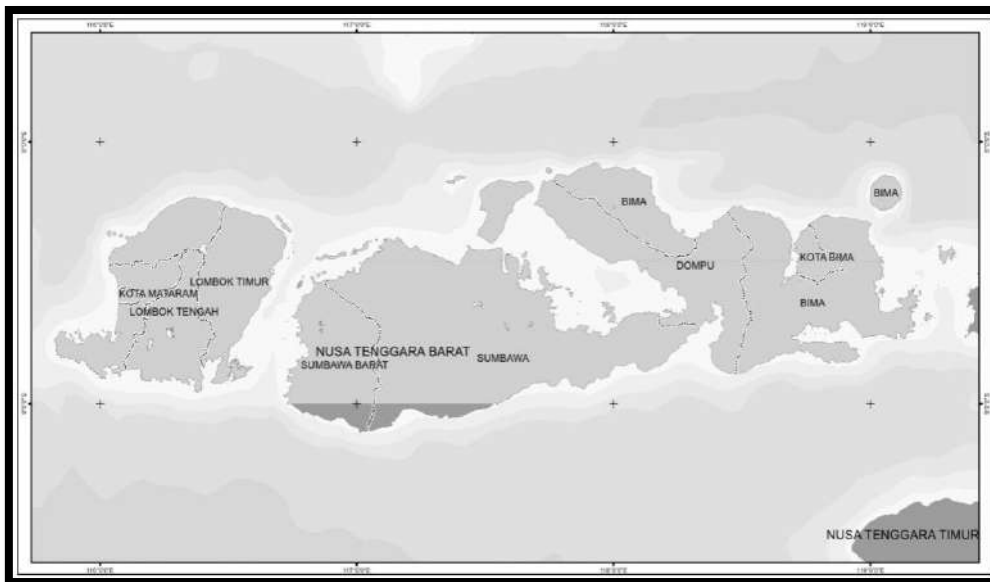 BIMA
BIMA
KOTA BIMA
DOMPU
LOMBOK TIMUR
KOTA MATARAM
BIMA
LOMBOK TENGAH
NUSA TENGGARA BARAT
SUMBAWA
SUMBAWA BARAT
NUSA TENGGARA TIMUR